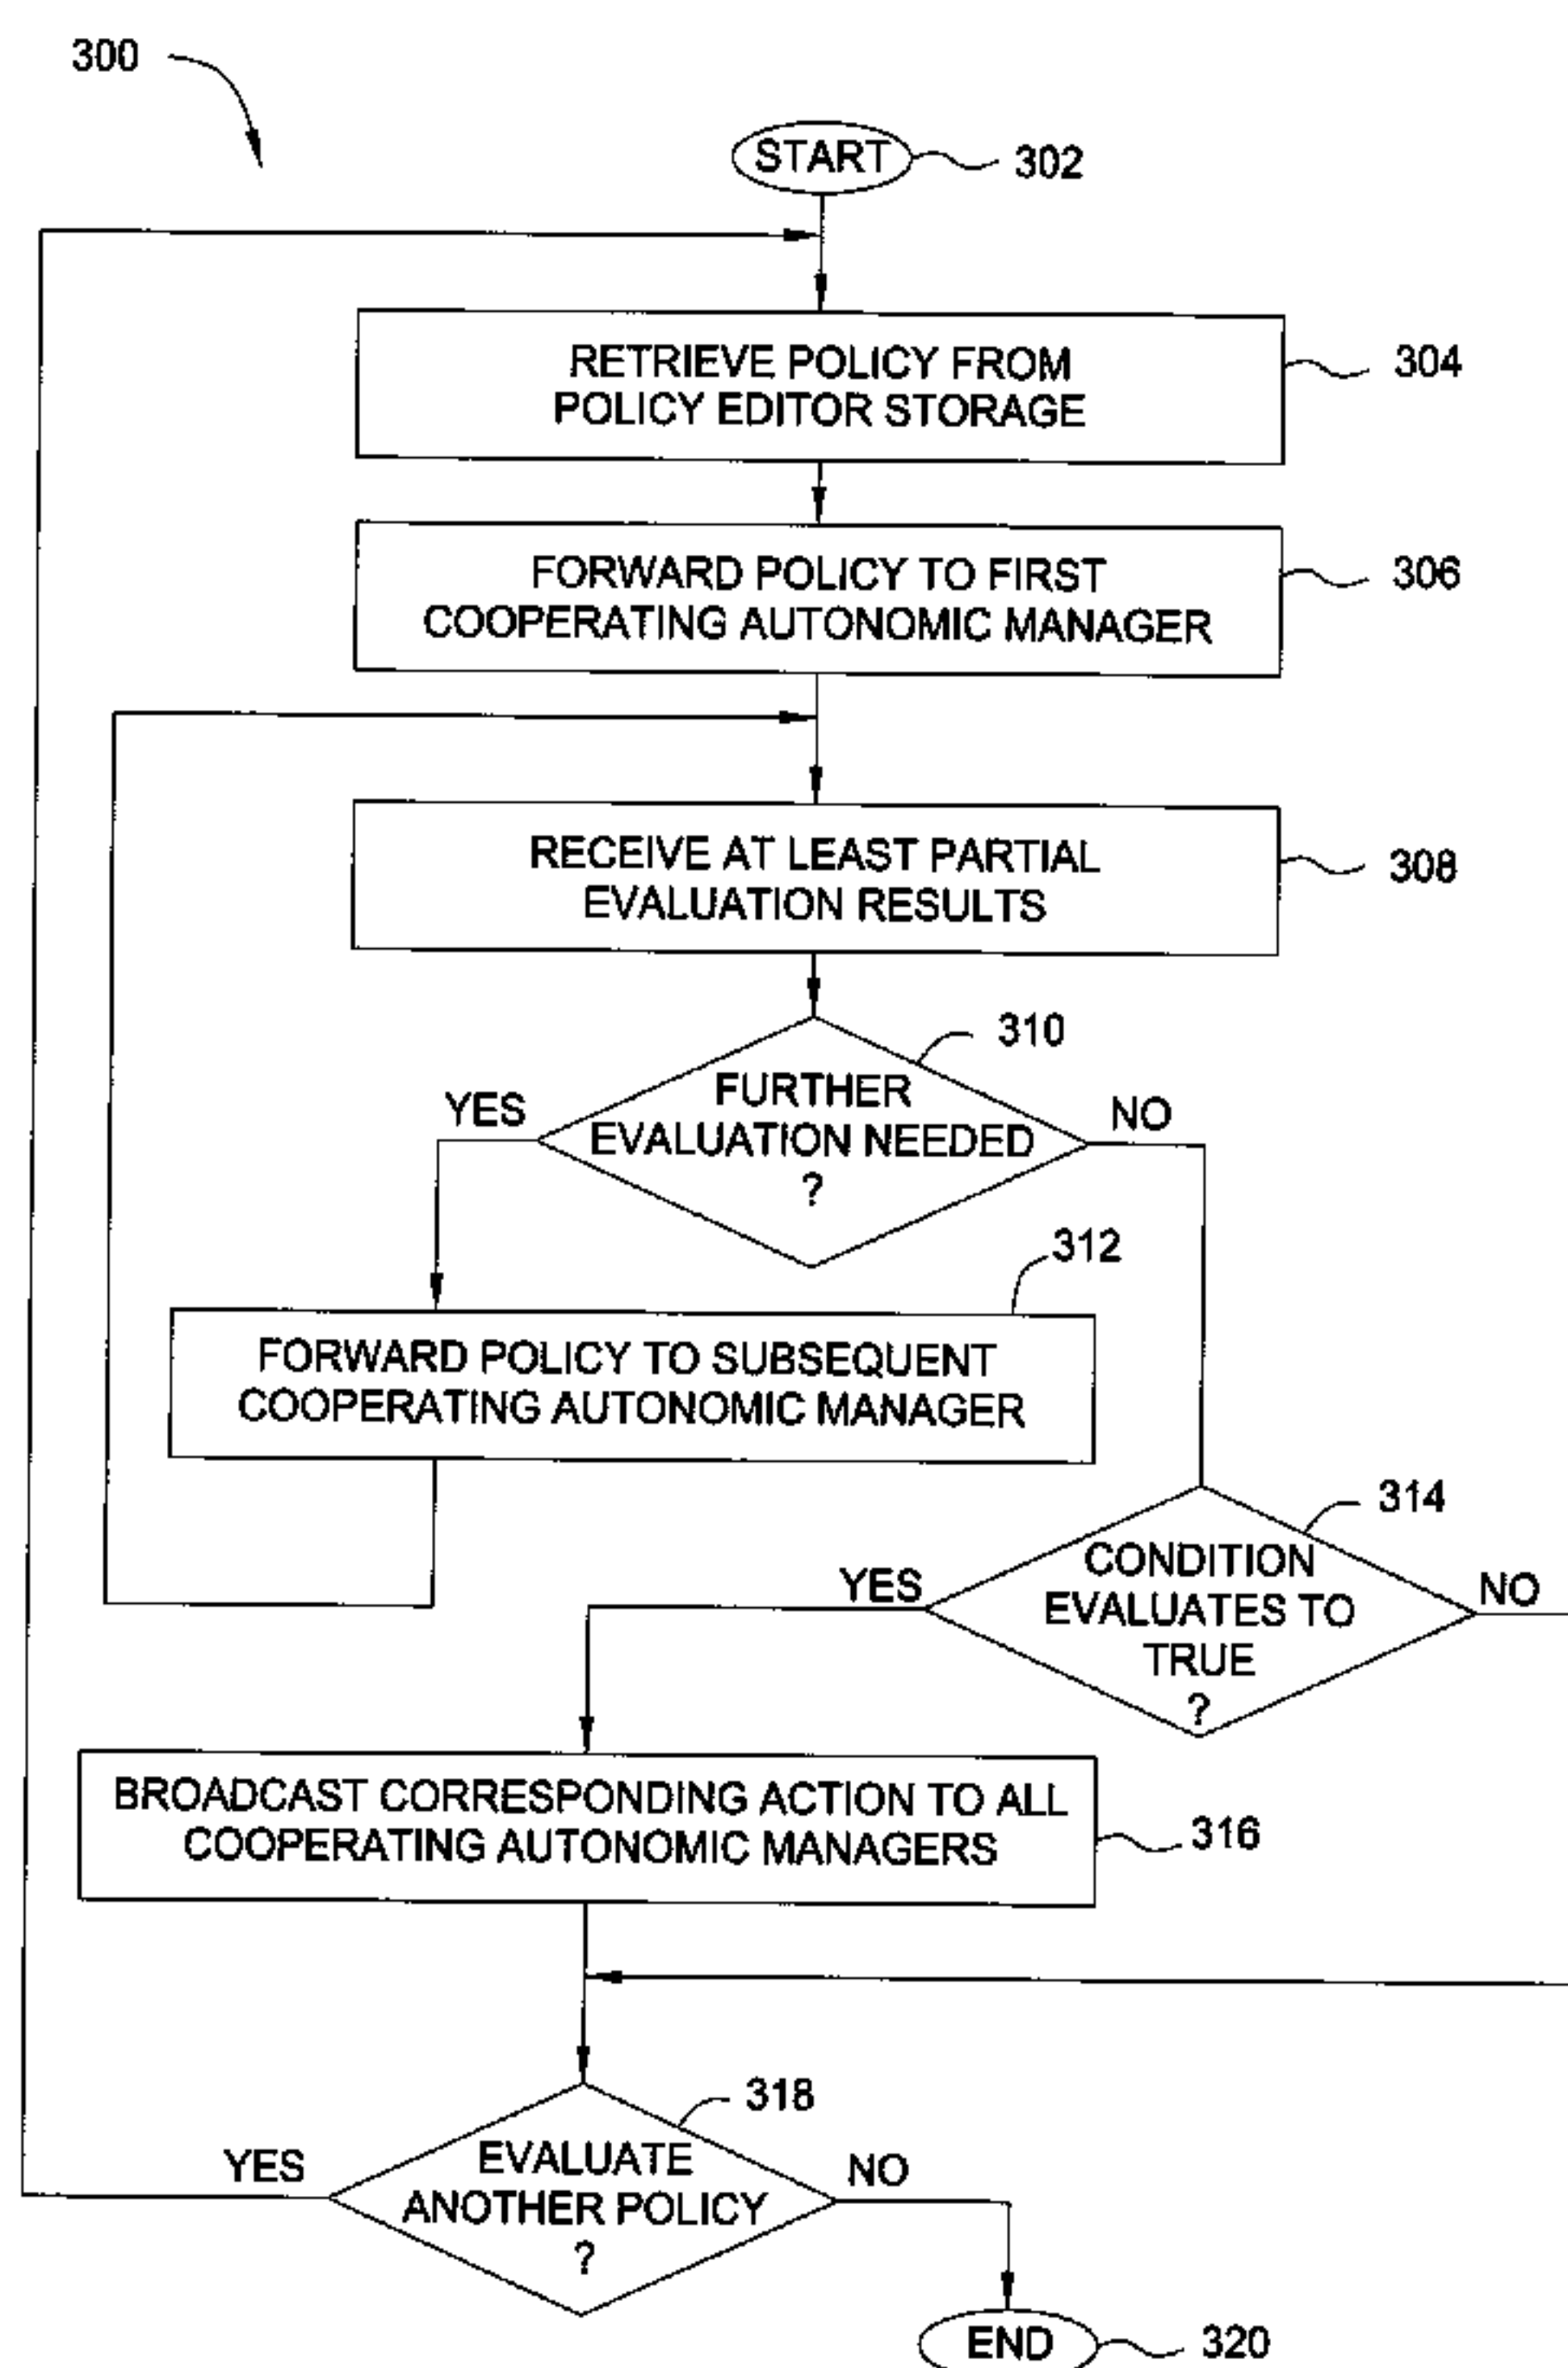 300
START
302
RETRIEVE POLICY FROM
POLICY EDITOR STORAGE
304
FORWARD POLICY TO FIRST
COOPERATING AUTONOMIC MANAGER
306
RECEIVE AT LEAST PARTIAL
EVALUATION RESULTS
308
310
YES
FURTHER
EVALUATION NEEDED
?
NO
312
FORWARD POLICY TO SUBSEQUENT
COOPERATING AUTONOMIC MANAGER
314
YES
CONDITION
EVALUATES TO
TRUE
?
NO
BROADCAST CORRESPONDING ACTION TO ALL
COOPERATING AUTONOMIC MANAGERS
316
318
YES
EVALUATE
ANOTHER POLICY
?
NO
END
320